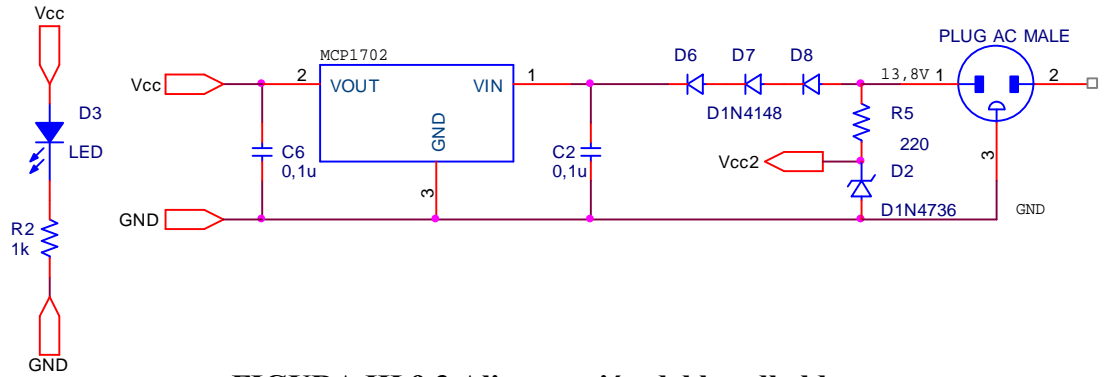 Vcc
D3
LED
R2
1k
GND
Vcc
GND
2
MCP1702
VOUT
VIN
GND
1
3
C6
0,1u
C2
0,1u
D6
D7
D8
D1N4148
13,8V
1
PLUG AC MALE
2
3
R5
220
Vcc2
D2
D1N4736
GND